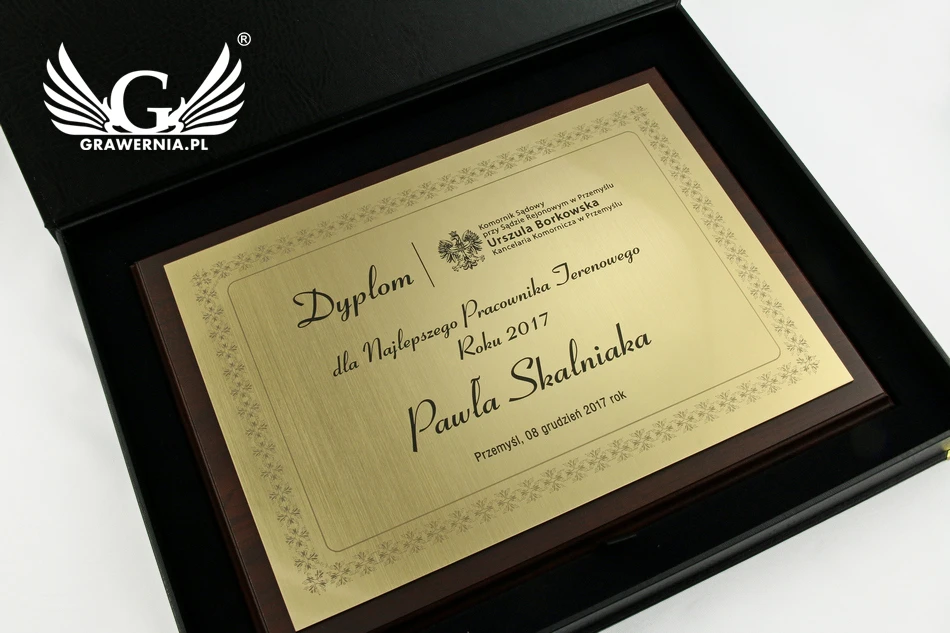 G
®
GRAWERNIA.PL
Dyplom
Komornik Sądowy
przy Sądzie Rejonowym w Przemyślu
Urszula Borkowska
Kancelaria Komornicza w Przemyślu
dla Najlepszego Pracownika Terenowego
Roku 2017
Pawła Skalniaka
Przemyśl, 08 grudzień 2017 rok